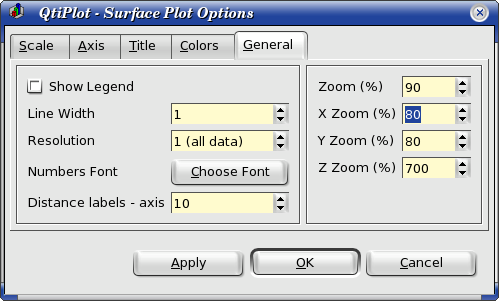 QtiPlot - Surface Plot Options
Scale Axis Title Colors General
Show Legend
Line Width 1
Resolution 1 (all data)
Numbers Font Choose Font
Distance labels - axis 10
Zoom (%) 90
X Zoom (%) 80
Y Zoom (%) 80
Z Zoom (%) 700
Apply OK Cancel